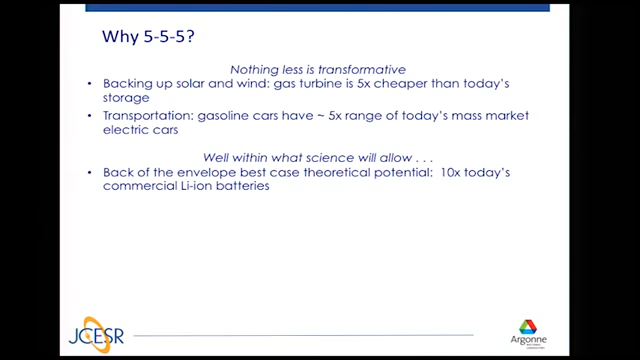 Why 5-5-5?
Nothing less is transformative
• Backing up solar and wind: gas turbine is 5x cheaper than today's
storage
• Transportation: gasoline cars have ~ 5x range of today's mass market
electric cars
Well within what science will allow . . .
• Back of the envelope best case theoretical potential: 10x today's
commercial Li-ion batteries
JCESR
Argonne